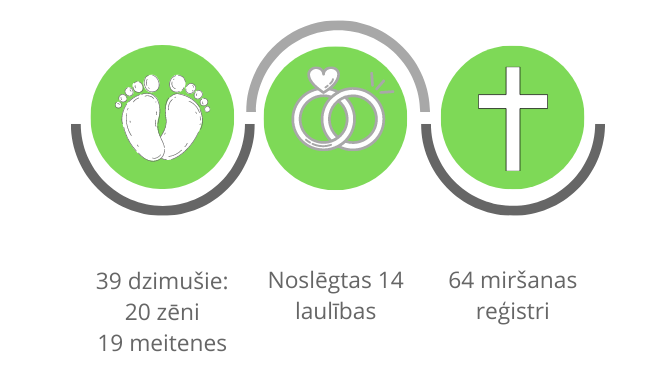 39 dzimušie:
20 zēni
19 meitenes
Noslēgtas 14
laulības
64 miršanas
reģistri